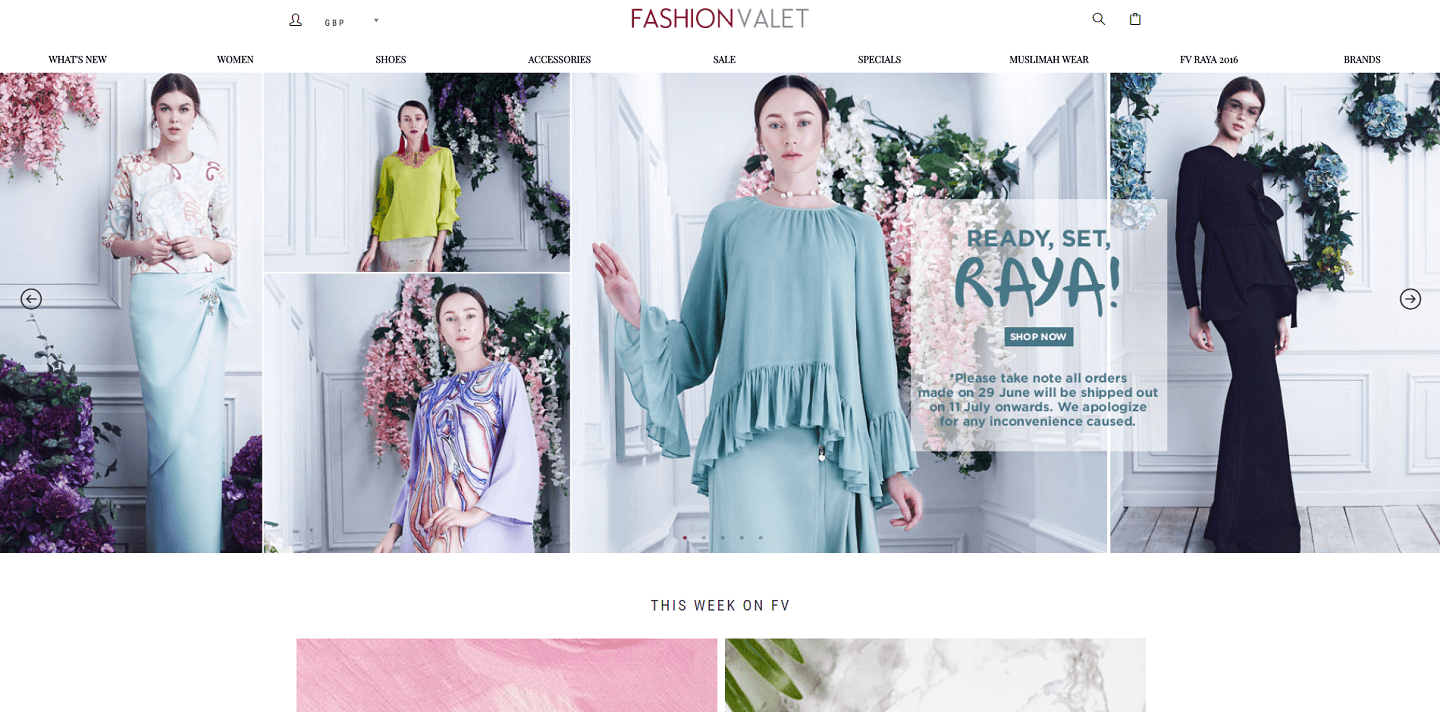 GBP
FASHIONVALET
WHAT'S NEW
WOMEN
SHOES
ACCESSORIES
SALE
SPECIALS
MUSLIMAH WEAR
FV RAYA 2016
BRANDS
READY, SET,
RAYA!
SHOP NOW
*Please take note all orders
made on 29 June will be shipped out
on 11 July onwards. We apologize
for any inconvenience caused.
THIS WEEK ON FV